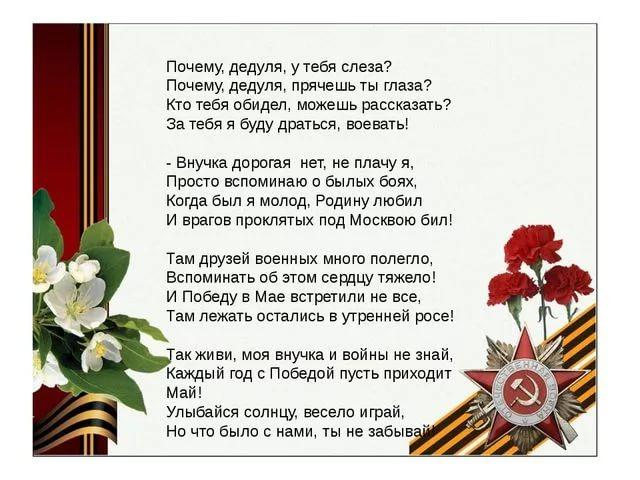 Почему, дедуля, у тебя слеза?
Почему, дедуля, прячешь ты глаза?
Кто тебя обидел, можешь рассказать?
За тебя я буду драться, воевать!
- Внучка дорогая  нет, не плачу я,
Просто вспоминаю о былых боях,
Когда был я молод, Родину любил
И врагов проклятых под Москвою бил!
Там друзей военных много полегло,
Вспоминать об этом сердцу тяжело!
И Победу в Мае встретили не все,
Там лежать остались в утренней росе!
Так живи, моя внучка и войны не знай,
Каждый год с Победой пусть приходит
Май!
Улыбайся солнцу, весело играй,
Но что было с нами, ты не забывай!
ОТЕЧЕСТВЕННАЯ ВОЙНА